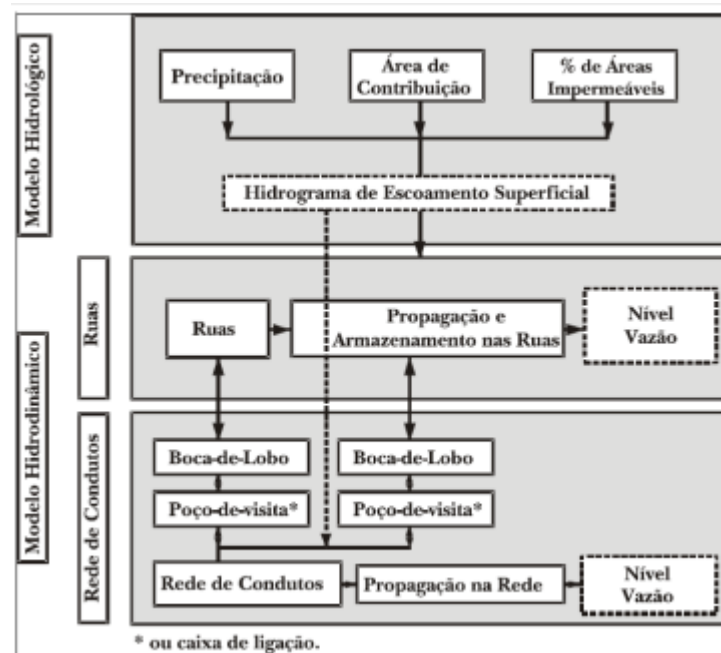 Modelo Hidrológico
Precipitação
Área de
Contribuição
% de Áreas
Impermeáveis
Hidrograma de Escoamento Superficial
Modelo Hidrodinâmico
Ruas
Ruas
Propagação e
Armazenamento nas Ruas
Nível
Vazão
Rede de Condutos
Boca-de-Lobo
Boca-de-Lobo
Poço-de-visita*
Poço-de-visita*
Rede de Condutos
Propagação na Rede
Nível
Vazão
* ou caixa de ligação.